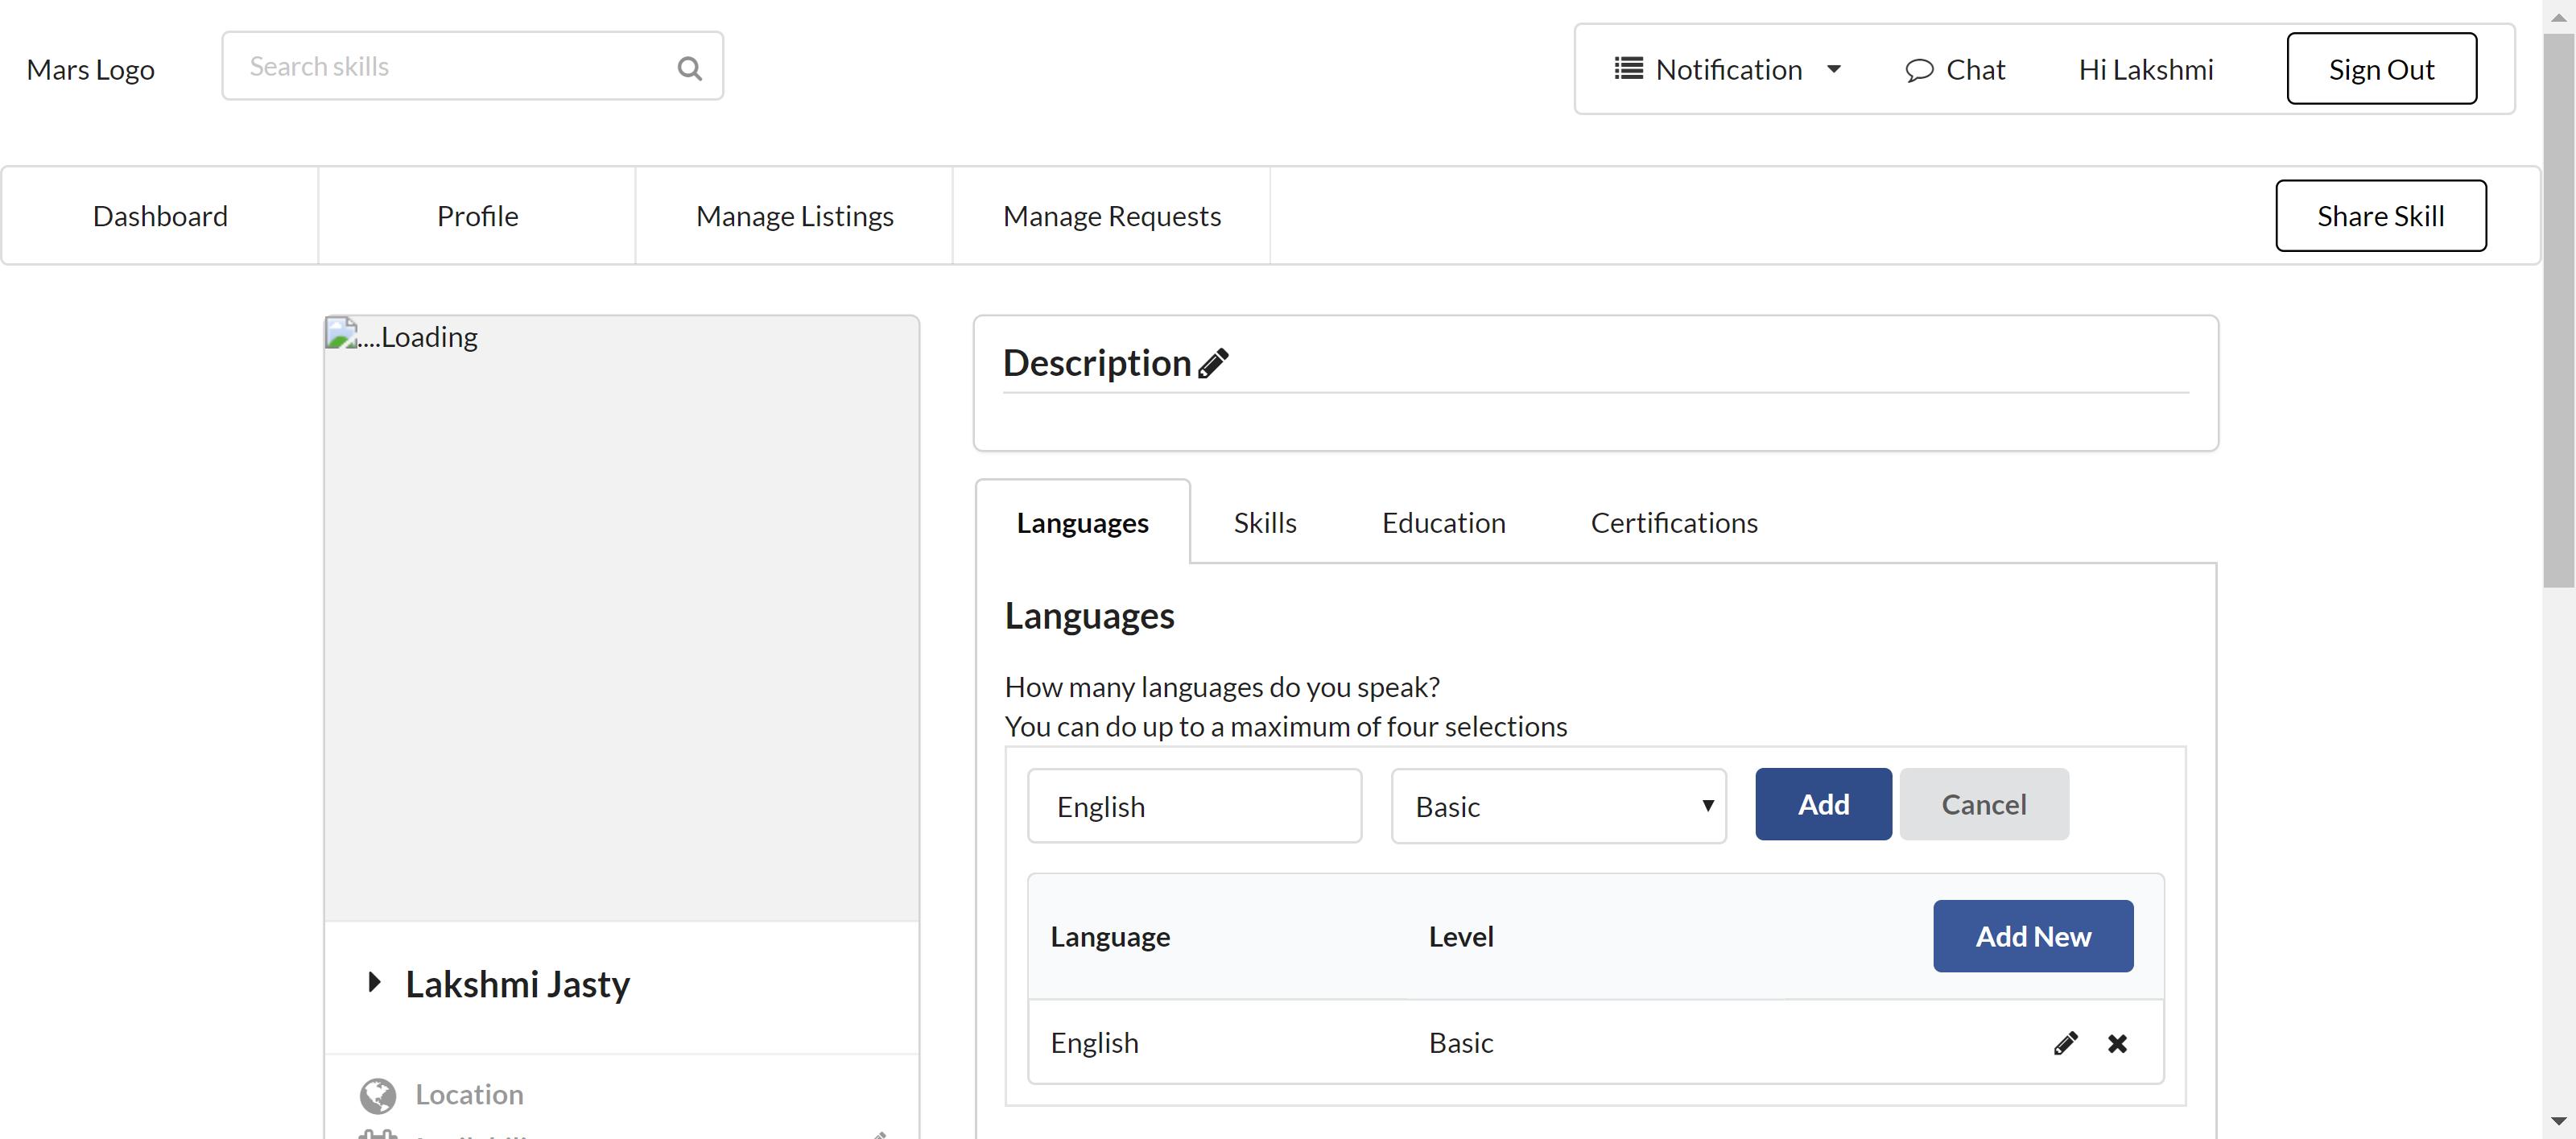 Mars Logo
Search skills
Notification
Chat
Hi Lakshmi
Sign Out
Dashboard
Profile
Manage Listings
Manage Requests
Share Skill
....Loading
Lakshmi Jasty
Location
Description
Languages
Skills
Education
Certifications
Languages
How many languages do you speak?
You can do up to a maximum of four selections
English
Basic
Add
Cancel
Language
Level
Add New
English
Basic